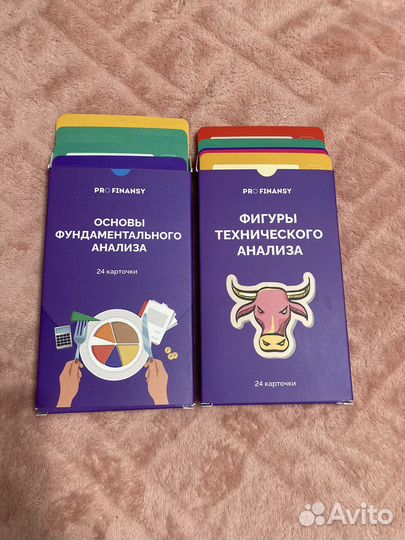 PRO FINANSY
ОСНОВЫ
ФУНДАМЕНТАЛЬНОГО
АНАЛИЗА
24 карточки
PRO FINANSY
ФИГУРЫ
ТЕХНИЧЕСКОГО
АНАЛИЗА
24 карточки
Avito